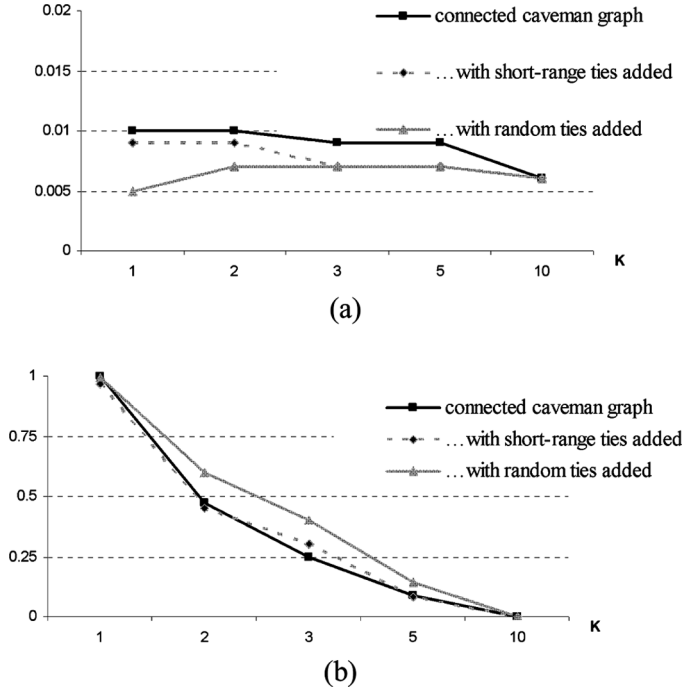 0.02
connected caveman graph
0.015
…with short-range ties added
0.01
…with random ties added
0.005
0
1 2 3 5 10
K
(a)
1
connected caveman graph
0.75
…with short-range ties added
…with random ties added
0.5
0.25
0
1 2 3 5 10 K
(b)